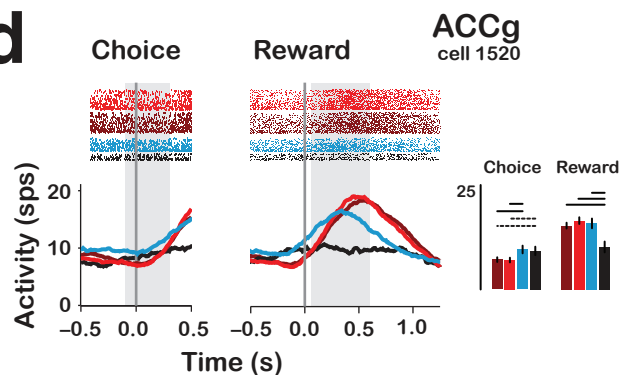 d
ACCg
cell 1520
Choice
Reward
Activity (sps)
20
10
0
−0.5 0.0 0.5
−0.5 0.0 0.5 1.0
Time (s)
Choice Reward
25